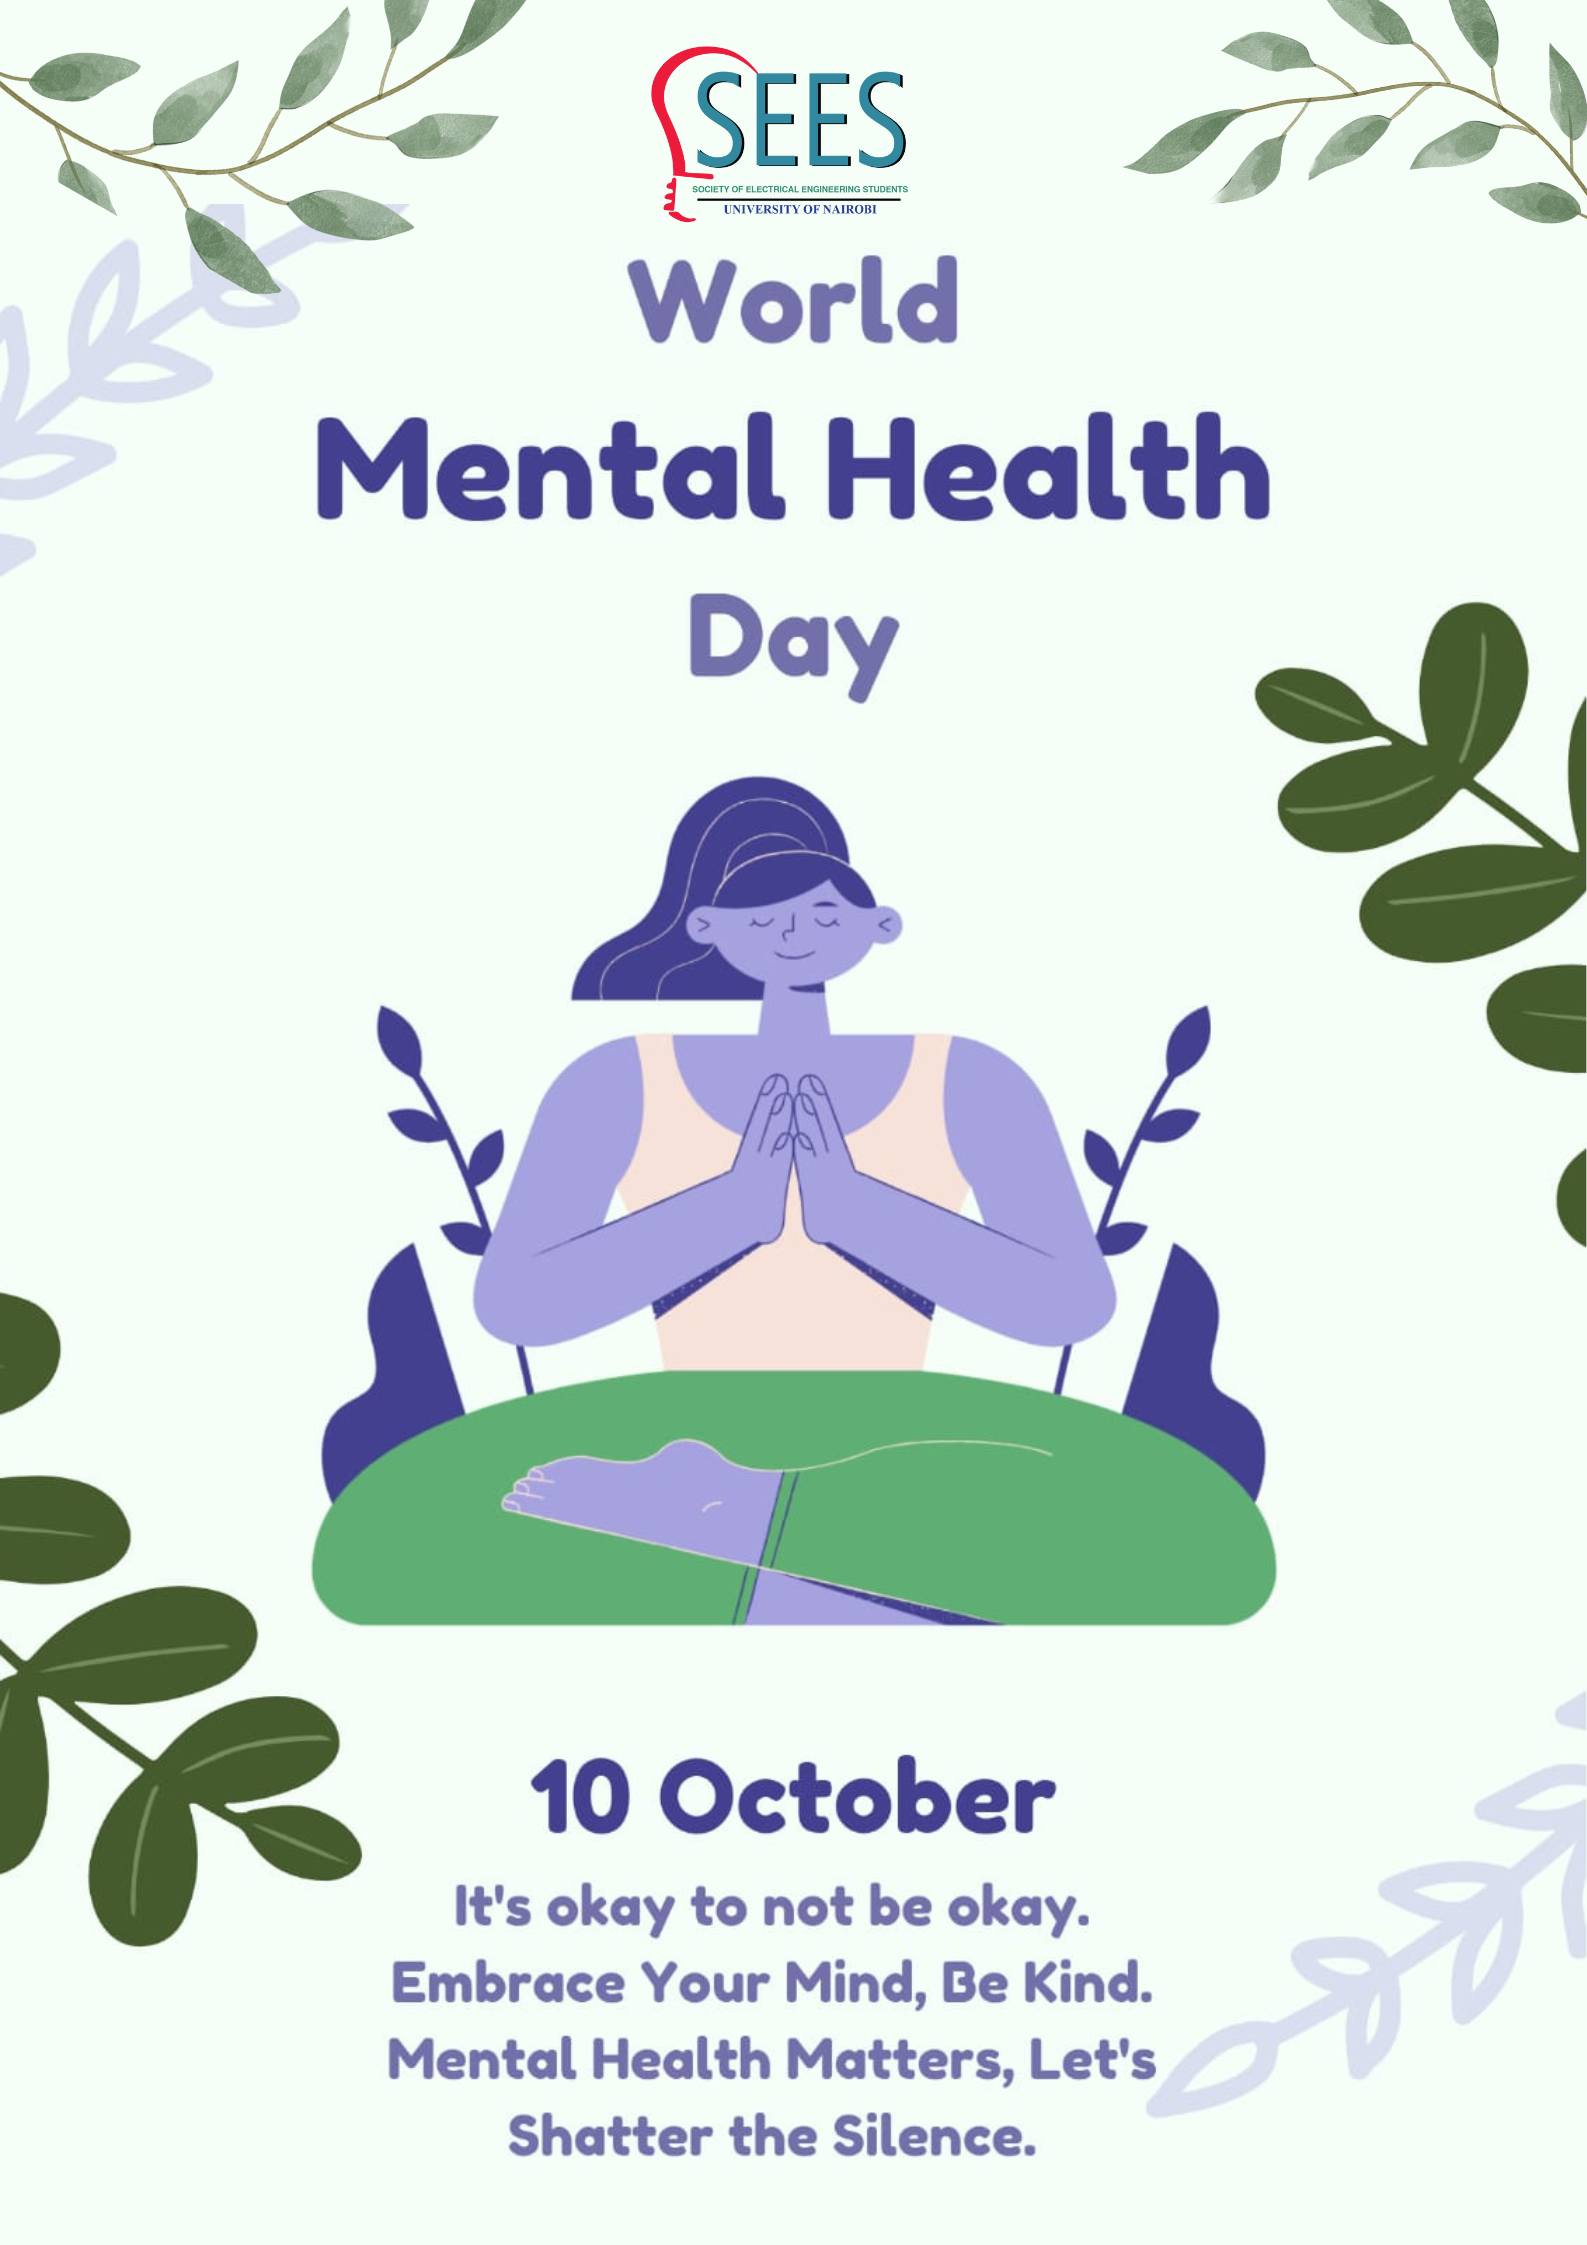 SEES
SOCIETY OF ELECTRICAL ENGINEERING STUDENTS
UNIVERSITY OF NAIROBI
World
Mental Health
Day
10 October
It's okay to not be okay.
Embrace Your Mind, Be Kind.
Mental Health Matters, Let's
Shatter the Silence.